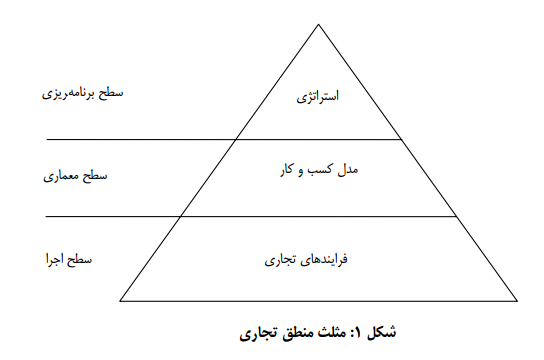 استراتژی
سطح برنامه‌ریزی
مدل کسب و کار
سطح معماری
فرایندهای تجاری
سطح اجرا
شکل ۱: مثلث منطق تجاری